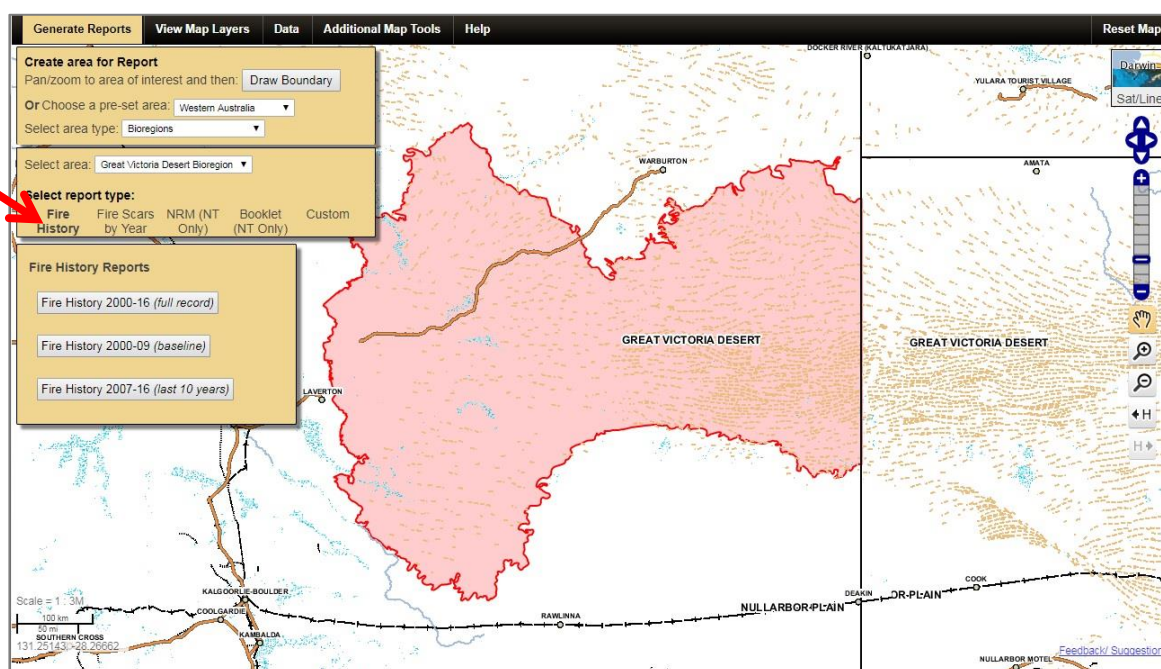 Generate Reports View Map Layers Data Additional Map Tools Help Reset Map
Create area for Report
Pan/zoom to area of interest and then: Draw Boundary
Or Choose a pre-set area: Western Australia
Select area type: Bioregions
Select area: Great Victoria Desert Bioregion
Select report type:
Fire History
Fire Scars by Year
NRM (NT Only)
Booklet (NT Only)
Custom
Fire History Reports
Fire History 2000-16 (full record)
Fire History 2000-09 (baseline)
Fire History 2007-16 (last 10 years)
DOCKER RIVER (KALTUKATJARA)
YULARA TOURIST VILLAGE
Darwin
Sat/Line
WARBURTON
AMATA
GREAT VICTORIA DESERT
GREAT VICTORIA DESERT
LAVERTON
H
H
KALGOORLIE-BOULDER
COOLGARDIE
KAMBALDA
RAWLINNA
NULLARBOR-PLAIN
DEAKIN
OR-PLAIN
COOK
NULLARBOR MOTEL
Scale = 1 : 3M
100 km
50 mi
SOUTHERN CROSS
131.25143, -28.26662
Feedback/ Suggestion